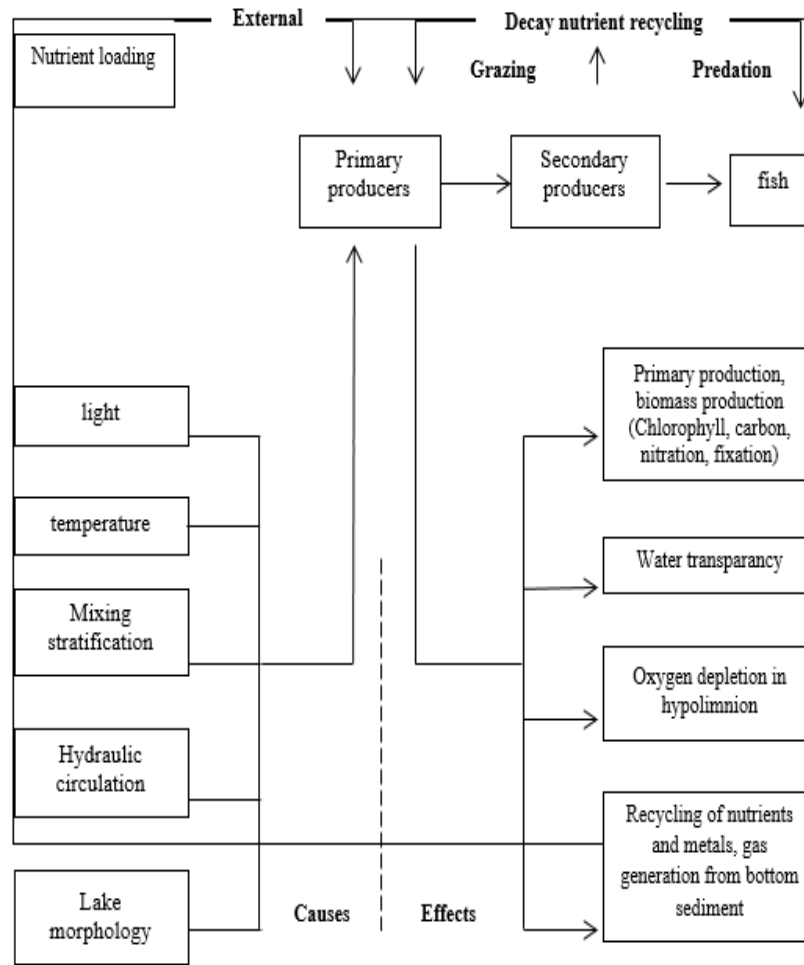 External
Decay nutrient recycling
Nutrient loading
Grazing
Predation
Primary
producers
Secondary
producers
fish
light
temperature
Mixing
stratification
Hydraulic
circulation
Lake
morphology
Causes
Effects
Primary production,
biomass production
(Chlorophyll, carbon,
nitration, fixation)
Water transparancy
Oxygen depletion in
hypolimnion
Recycling of nutrients
and metals, gas
generation from bottom
sediment